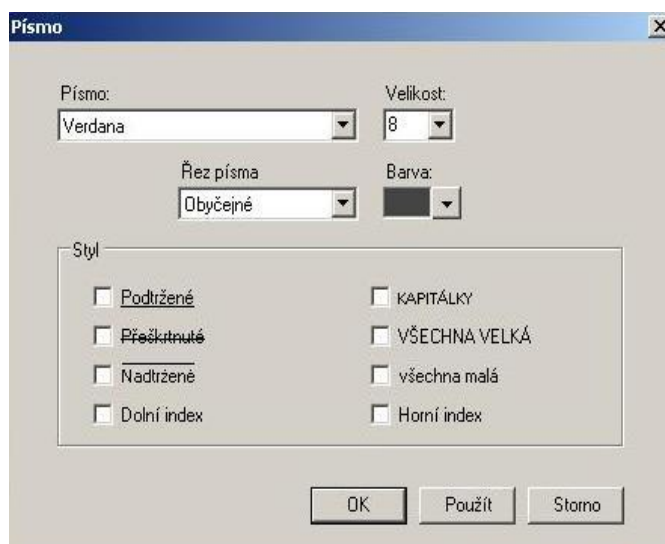 Písmo
Písmo: Velikost:
Verdana 8
Řez písma Barva:
Obyčejné
Styl
Podtržené KAPITÁLKY
Přeškrtnuté VŠECHNA VELKÁ
Nadtržené všechna malá
Dolní index Horní index
OK Použít Storno